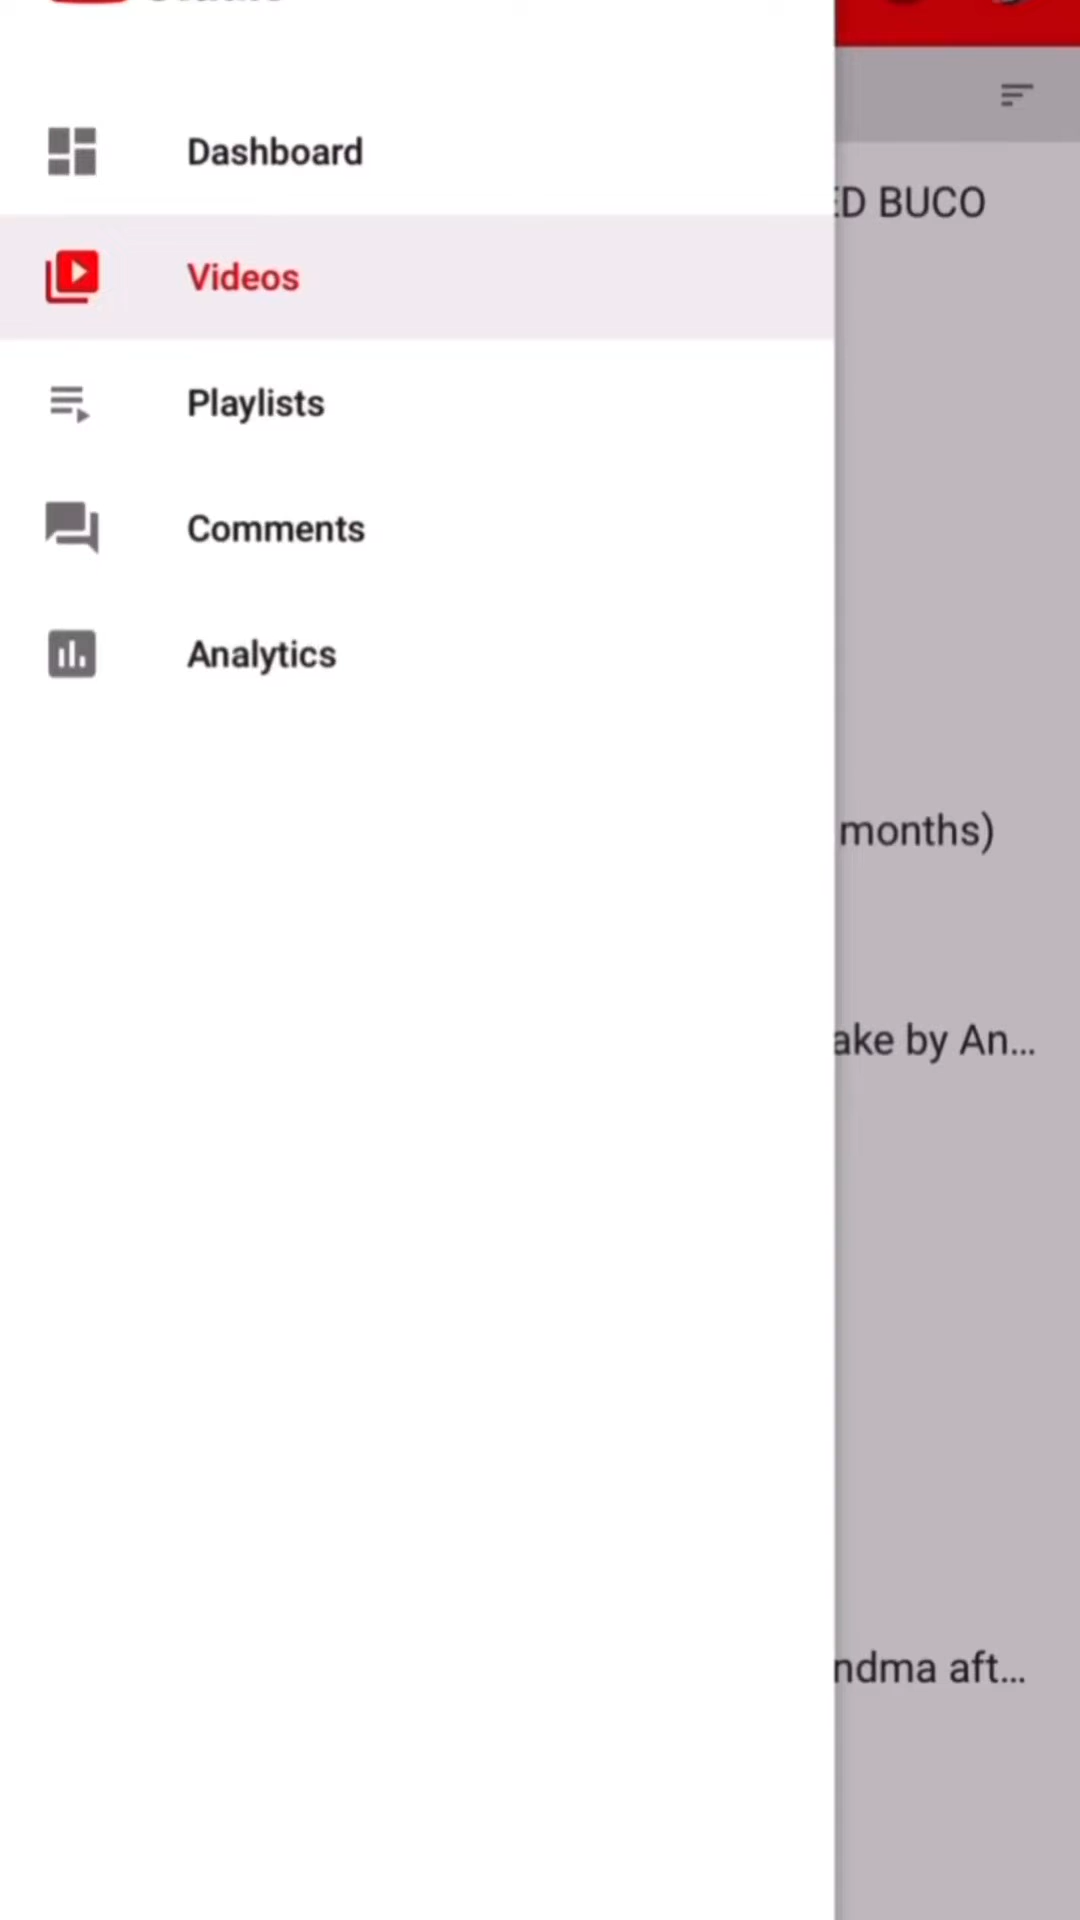 Dashboard
Videos
Playlists
Comments
Analytics
D BUCO
months)
ake by An...
ndma aft...